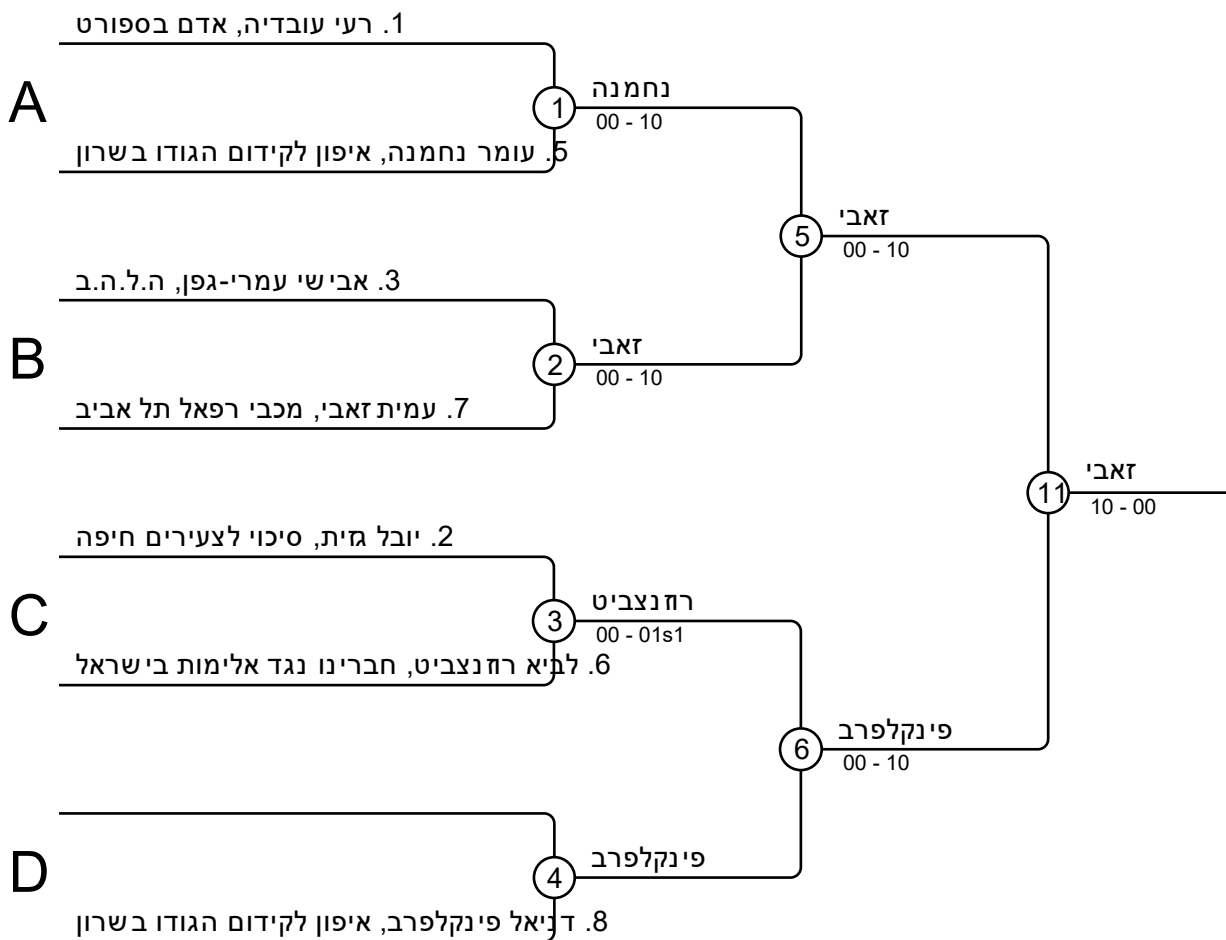 1. רעי עובדיה, אדם בספורט
A
1
נחמנה
00 - 10
5. עומר נחמנה, איפון לקידום הגודו בשרון
5
זאבי
00 - 10
3. אבישי עמרי-גפן, ה.ל.ה.ב
B
2
זאבי
00 - 10
7. עמית זאבי, מכבי רפאל תל אביב
11
זאבי
10 - 00
2. יובל גזית, סיכוי לצעירים חיפה
C
3
רוזנצביט
00 - 01s1
6. לביא רוזנצביט, חברינו נגד אלימות בישראל
6
פינקלפרב
00 - 10
D
4
פינקלפרב
8. דניאל פינקלפרב, איפון לקידום הגודו בשרון